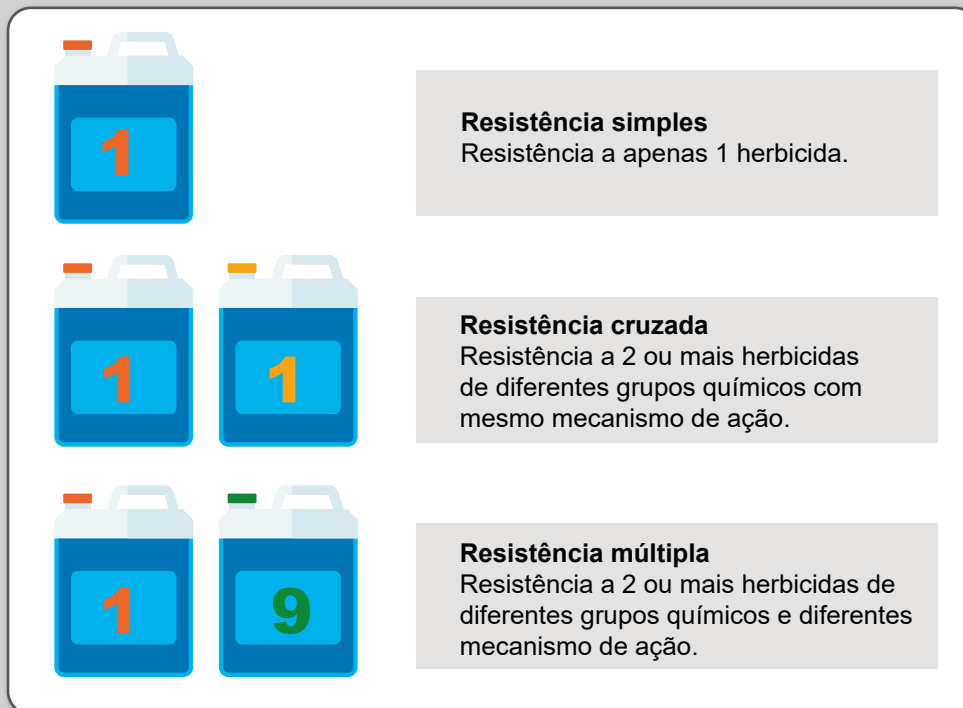 1
Resistência simples
Resistência a apenas 1 herbicida.
1 1
Resistência cruzada
Resistência a 2 ou mais herbicidas
de diferentes grupos químicos com
mesmo mecanismo de ação.
1 9
Resistência múltipla
Resistência a 2 ou mais herbicidas de
diferentes grupos químicos e diferentes
mecanismo de ação.